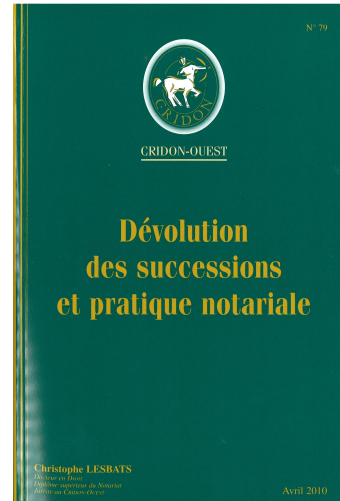 N° 79
CRIDON
CRIDON-OUEST
Dévolution
des successions
et pratique notariale
Christophe LESBATS
Docteur en Droit
Diplôme supérieur du Notariat
Juriste au CRIDON-OUEST
Avril 2010